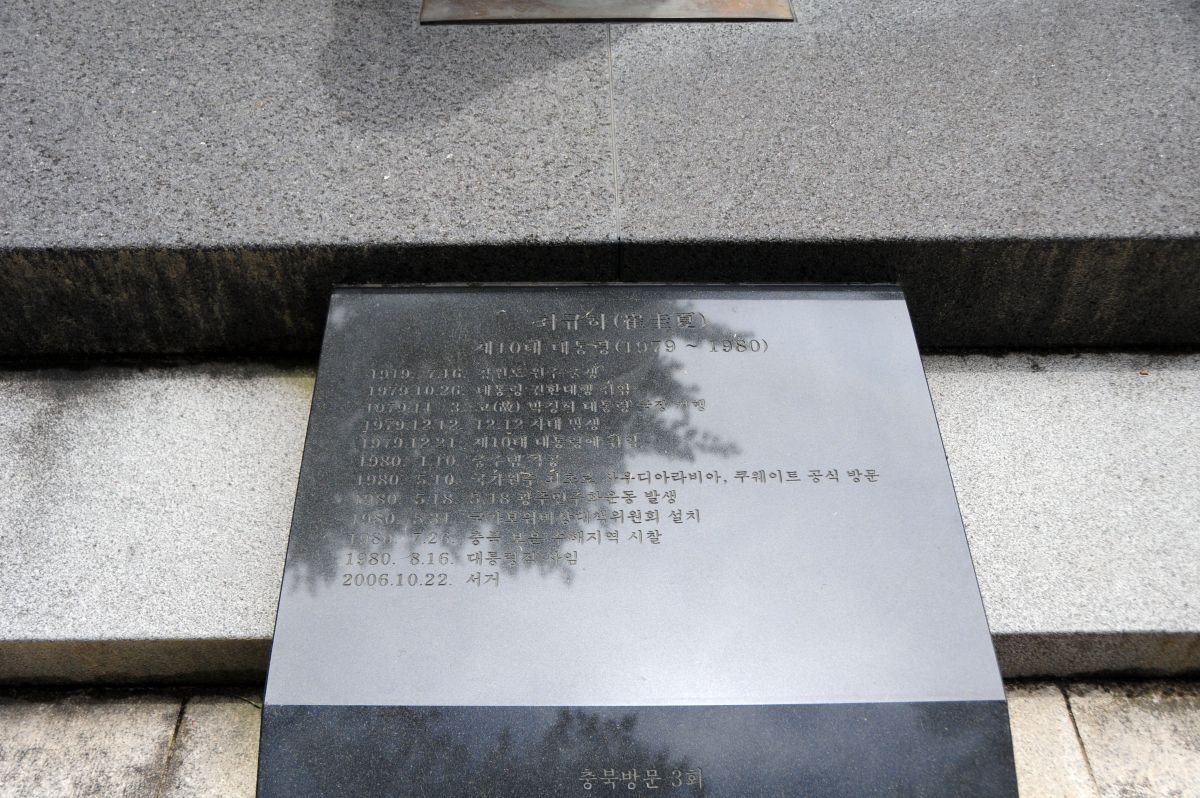 최규하(崔圭夏)
제10대 대통령(1979 ~ 1980)
1919. 7.16. 강원도 원주 출생
1979.10.26. 대통령 권한대행 취임
1979.11. 3. 고(故) 박정희 대통령 국장 거행
1979.12.12. 12.12 사태 발생
1979.12.21. 제10대 대통령에 취임
1980. 1.10. 충주댐 착공
1980. 5.10. 국가원수 최초로 사우디아라비아, 쿠웨이트 공식 방문
1980. 5.18. 5.18 광주민주화운동 발생
1980. 5.31. 국가보위비상대책위원회 설치
1980. 7.26. 충북 보은 수해지역 시찰
1980. 8.16. 대통령직 사임
2006.10.22. 서거
충북방문 3회